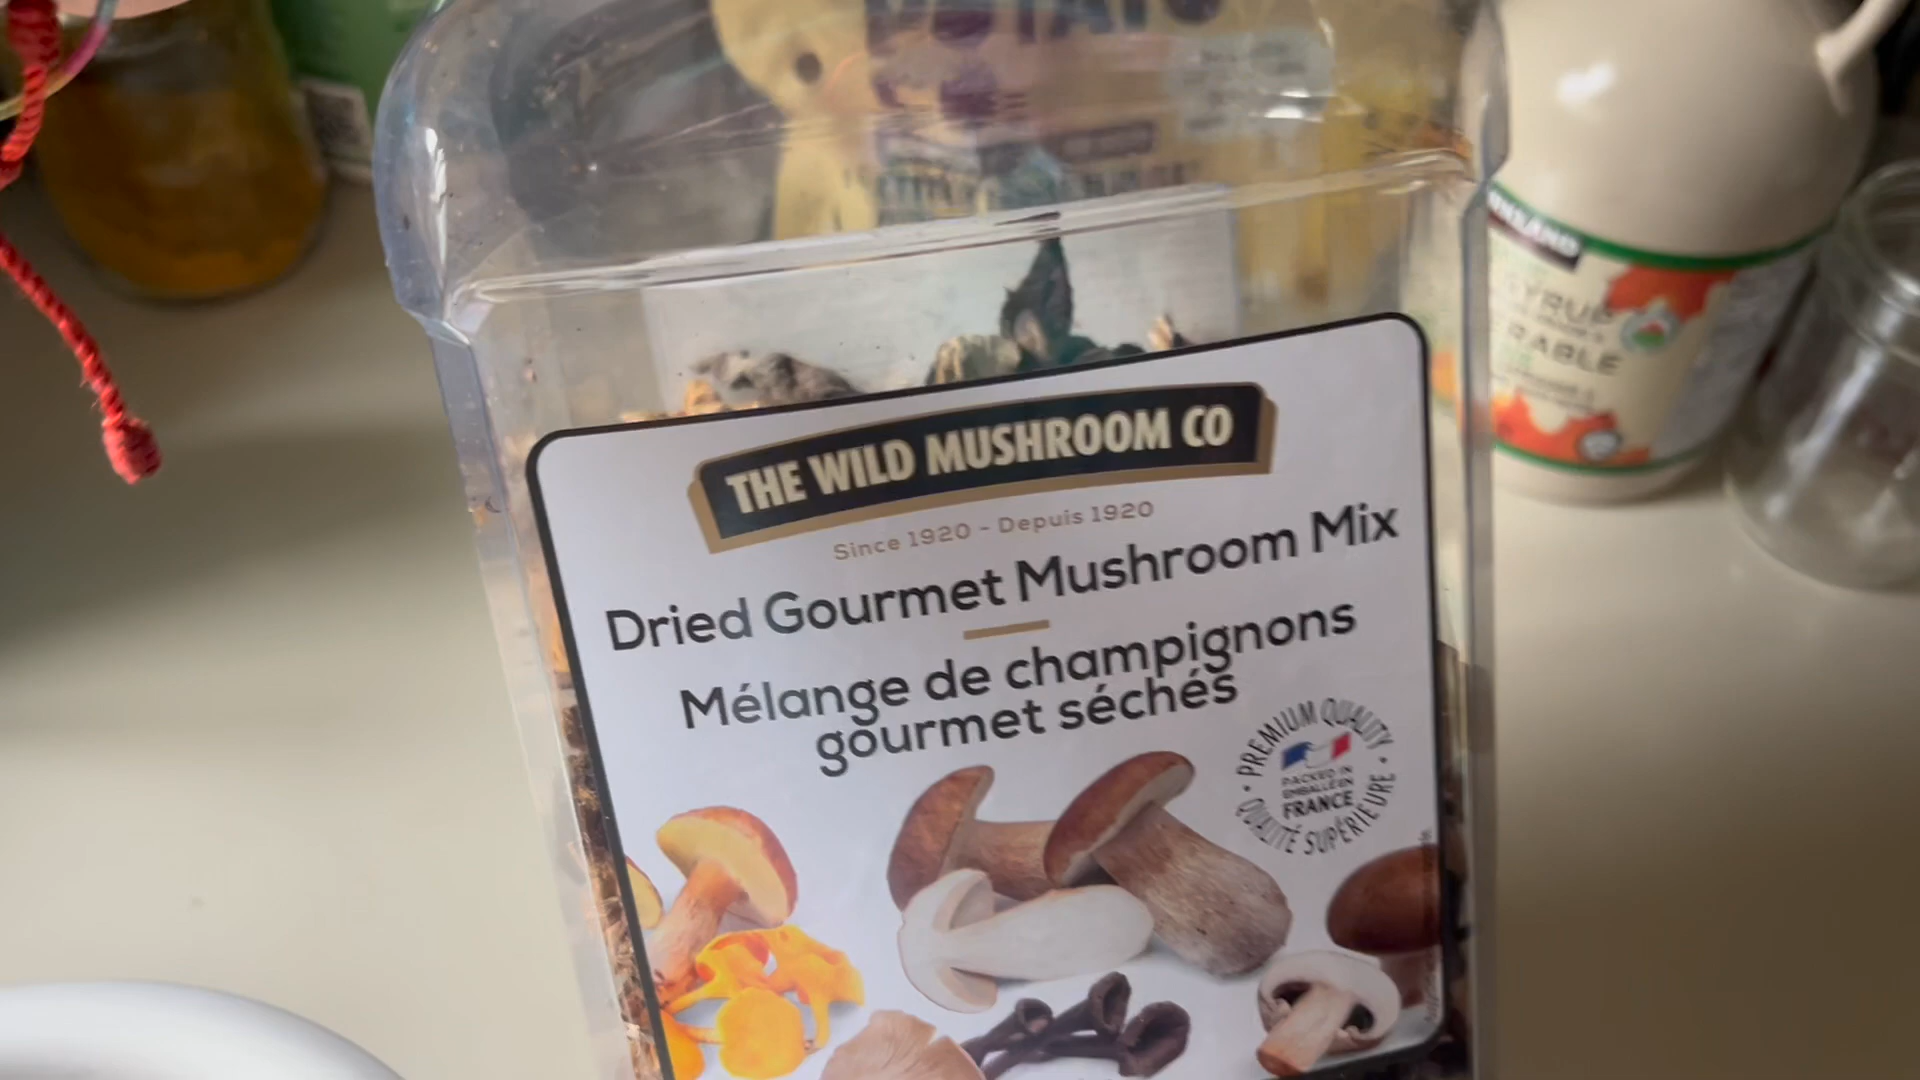 THE WILD MUSHROOM CO
Since 1920 - Depuis 1920
Dried Gourmet Mushroom Mix
Mélange de champignons
gourmet séchés
PREMIUM QUALITY
PACKED IN
EMBALLÉ EN
FRANCE
QUALITÉ SUPÉRIEURE